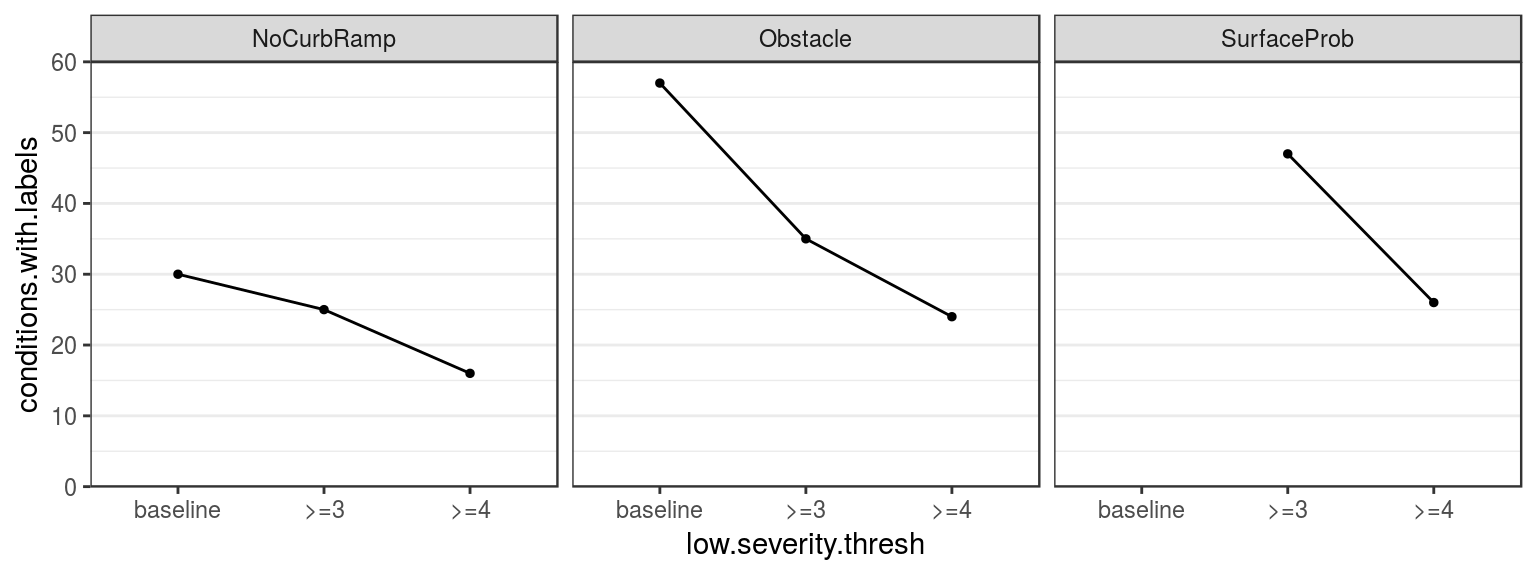 NoCurbRamp Obstacle SurfaceProb
60
50
40
30
20
10
0
conditions.with.labels
baseline >=3 >=4 baseline >=3 >=4 baseline >=3 >=4
low.severity.thresh